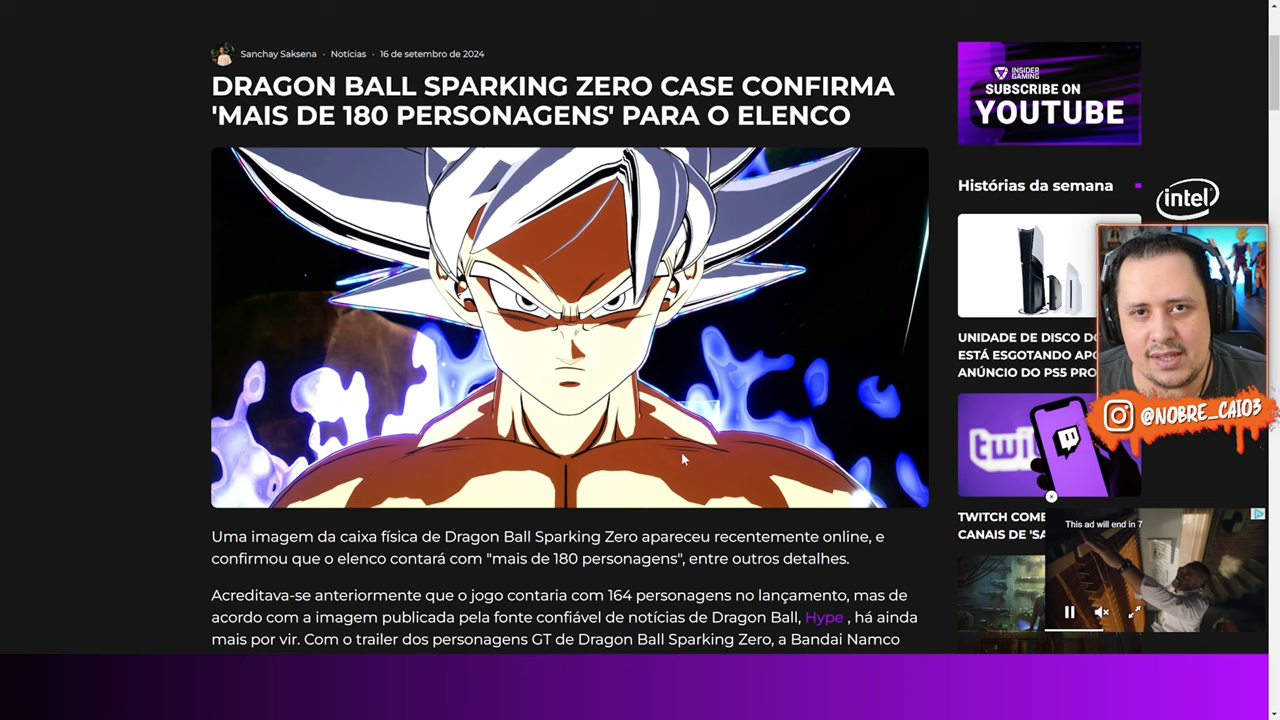 Sanchay Saksena · Notícias · 16 de setembro de 2024
DRAGON BALL SPARKING ZERO CASE CONFIRMA
'MAIS DE 180 PERSONAGENS' PARA O ELENCO
Uma imagem da caixa física de Dragon Ball Sparking Zero apareceu recentemente online, e
confirmou que o elenco contará com "mais de 180 personagens", entre outros detalhes.
Acreditava-se anteriormente que o jogo contaria com 164 personagens no lançamento, mas de
acordo com a imagem publicada pela fonte confiável de notícias de Dragon Ball, Hype , há ainda
mais por vir. Com o trailer dos personagens GT de Dragon Ball Sparking Zero, a Bandai Namco
INSIDER
GAMING
SUBSCRIBE ON
YOUTUBE
Histórias da semana
intel
UNIDADE DE DISCO DO
ESTÁ ESGOTANDO APÓ
ANÚNCIO DO PS5 PRO
@NOBRE_CAIO3
twi
TWITCH COME
CANAIS DE 'SA
This ad will end in 7